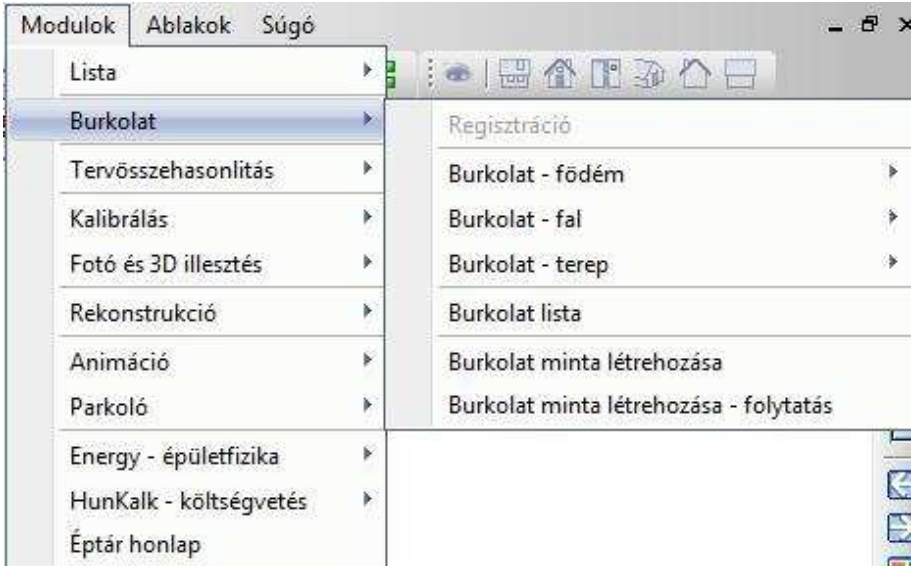 Modulok Ablakok Súgó
Lista
Burkolat
Tervösszehasonlitás
Kalibrálás
Fotó és 3D illesztés
Rekonstrukció
Animáció
Parkoló
Energy - épületfizika
HunKalk - költségvetés
Éptár honlap
Regisztráció
Burkolat - födém
Burkolat - fal
Burkolat - terep
Burkolat lista
Burkolat minta létrehozása
Burkolat minta létrehozása - folytatás